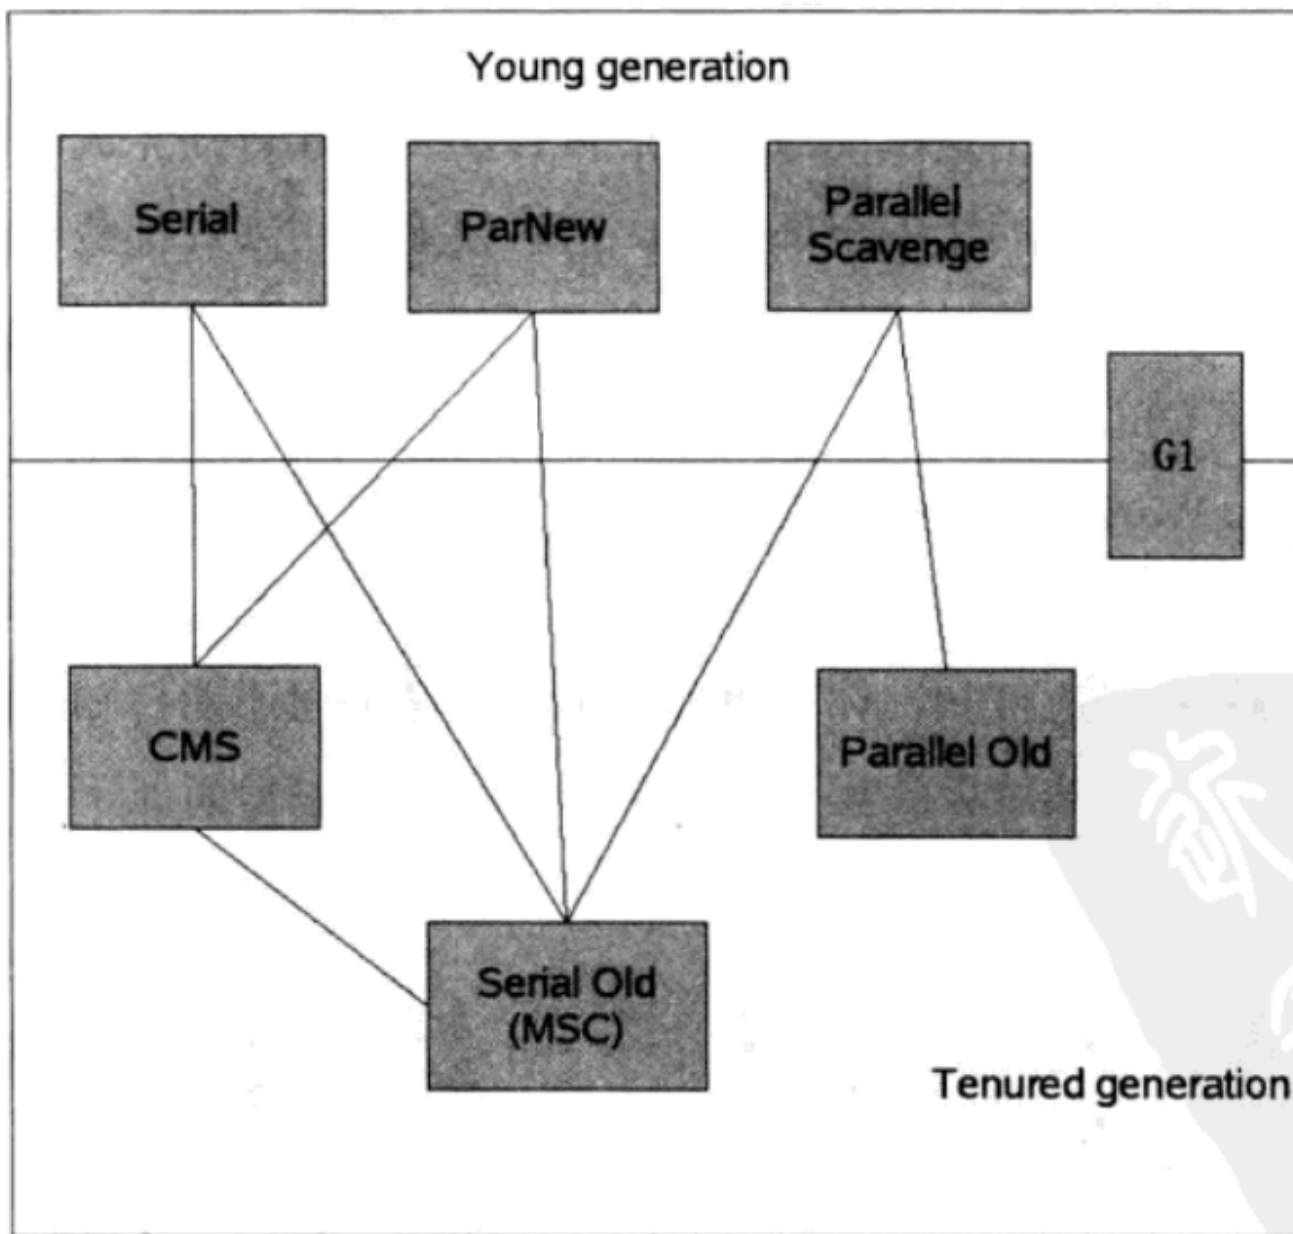 Young generation
Serial
ParNew
Parallel
Scavenge
G1
CMS
Parallel Old
Serial Old
(MSC)
Tenured generation